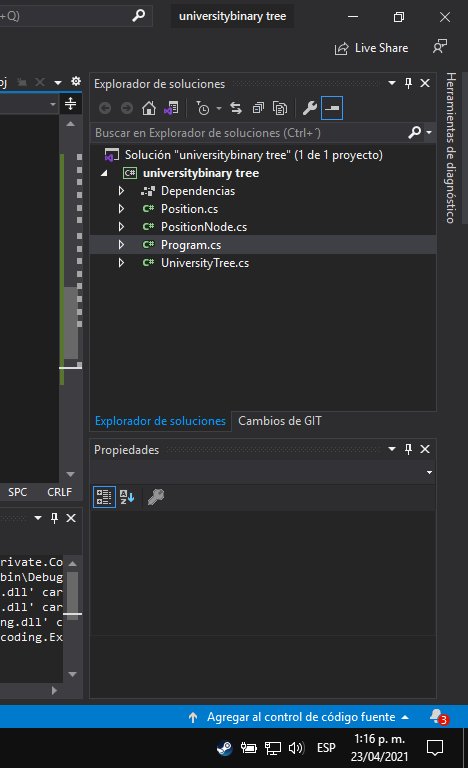 +Q)
universitybinary tree
Live Share
oj
Explorador de soluciones
Buscar en Explorador de soluciones (Ctrl+´)
Solución "universitybinary tree" (1 de 1 proyecto)
C# universitybinary tree
Dependencias
C# Position.cs
C# PositionNode.cs
C# Program.cs
C# UniversityTree.cs
Herramientas de diagnóstico
Explorador de soluciones
Cambios de GIT
Propiedades
SPC CRLF
rivate.Co
bin\Debug
.dll' car
.dll' car
ng.dll' c
coding.Ex
Agregar al control de código fuente
3
ESP
1:16 p. m.
23/04/2021